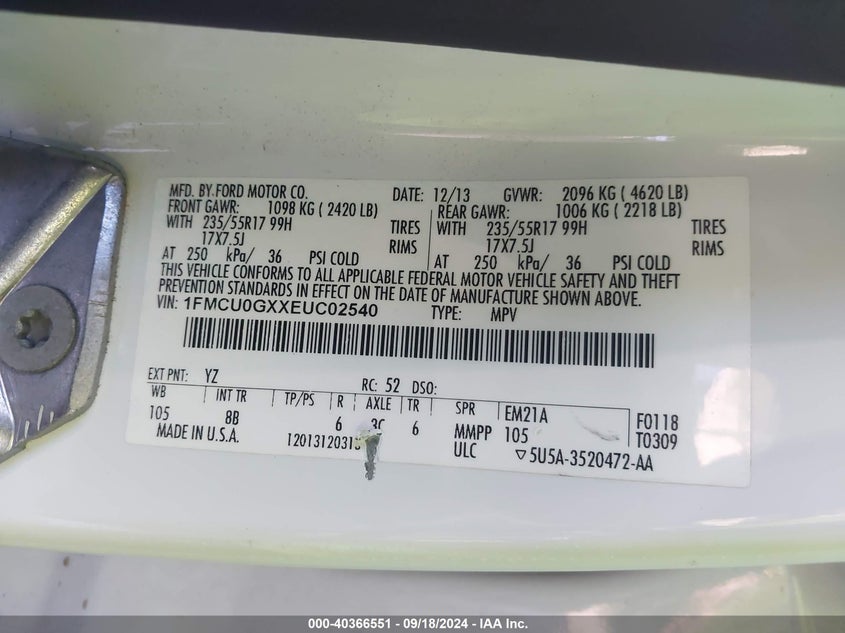 MFD. BY FORD MOTOR CO. DATE: 12/13 GVWR: 2096 KG ( 4620 LB)
FRONT GAWR: 1098 KG ( 2420 LB) REAR GAWR: 1006 KG ( 2218 LB)
WITH 235/55R17 99H TIRES WITH 235/55R17 99H TIRES
17X7.5J RIMS 17X7.5J RIMS
AT 250 kPa/ 36 PSI COLD AT 250 kPa/ 36 PSI COLD
THIS VEHICLE CONFORMS TO ALL APPLICABLE FEDERAL MOTOR VEHICLE SAFETY AND THEFT
PREVENTION STANDARDS IN EFFECT ON THE DATE OF MANUFACTURE SHOWN ABOVE.
VIN: 1FMCU0GXXEUC02540 TYPE: MPV
EXT PNT: YZ RC: 52 DSO:
WB INT TR TP/PS R AXLE TR SPR EM21A F0118
105 8B 6 6 MMPP 105 T0309
MADE IN U.S.A. ULC ▽5U5A-3520472-AA
000-40366551 - 09/18/2024 - IAA Inc.